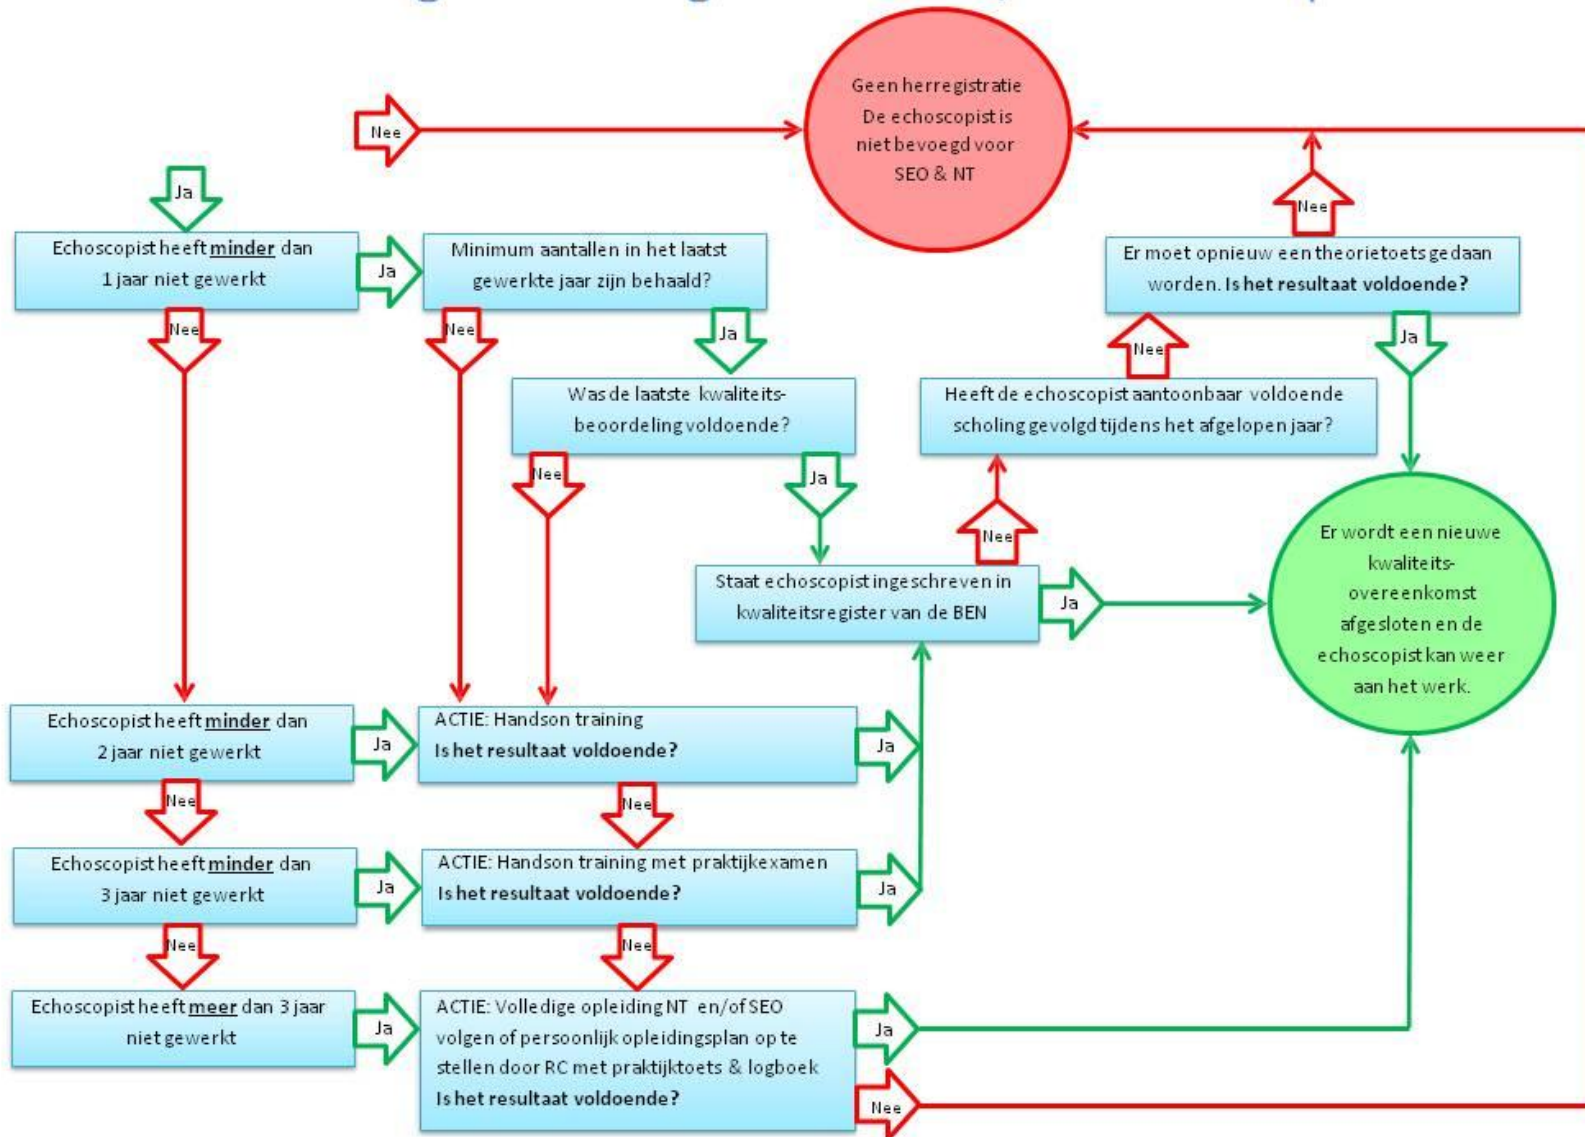 Geen herregistratie
De echoscopist is
niet bevoegd voor
SEO & NT
Nee
Ja
Nee
Echoscopist heeft minder dan
1 jaar niet gewerkt
Ja
Minimum aantallen in het laatst
gewerkte jaar zijn behaald?
Er moet opnieuw een theorietoets gedaan
worden. Is het resultaat voldoende?
Nee
Nee
Ja
Nee
Ja
Was de laatste kwaliteits-
beoordeling voldoende?
Heeft de echoscopist aantoonbaar voldoende
scholing gevolgd tijdens het afgelopen jaar?
Nee
Ja
Nee
Er wordt een nieuwe
kwaliteits-
overeenkomst
afgesloten en de
echoscopist kan weer
aan het werk.
Staat echoscopist ingeschreven in
kwaliteitsregister van de BEN
Ja
Echoscopist heeft minder dan
2 jaar niet gewerkt
Ja
ACTIE: Handson training
Is het resultaat voldoende?
Ja
Nee
Nee
Echoscopist heeft minder dan
3 jaar niet gewerkt
Ja
ACTIE: Handson training met praktijkexamen
Is het resultaat voldoende?
Ja
Nee
Nee
Echoscopist heeft meer dan 3 jaar
niet gewerkt
Ja
ACTIE: Volledige opleiding NT en/of SEO
volgen of persoonlijk opleidingsplan op te
stellen door RC met praktijktoets & logboek
Is het resultaat voldoende?
Ja
Nee